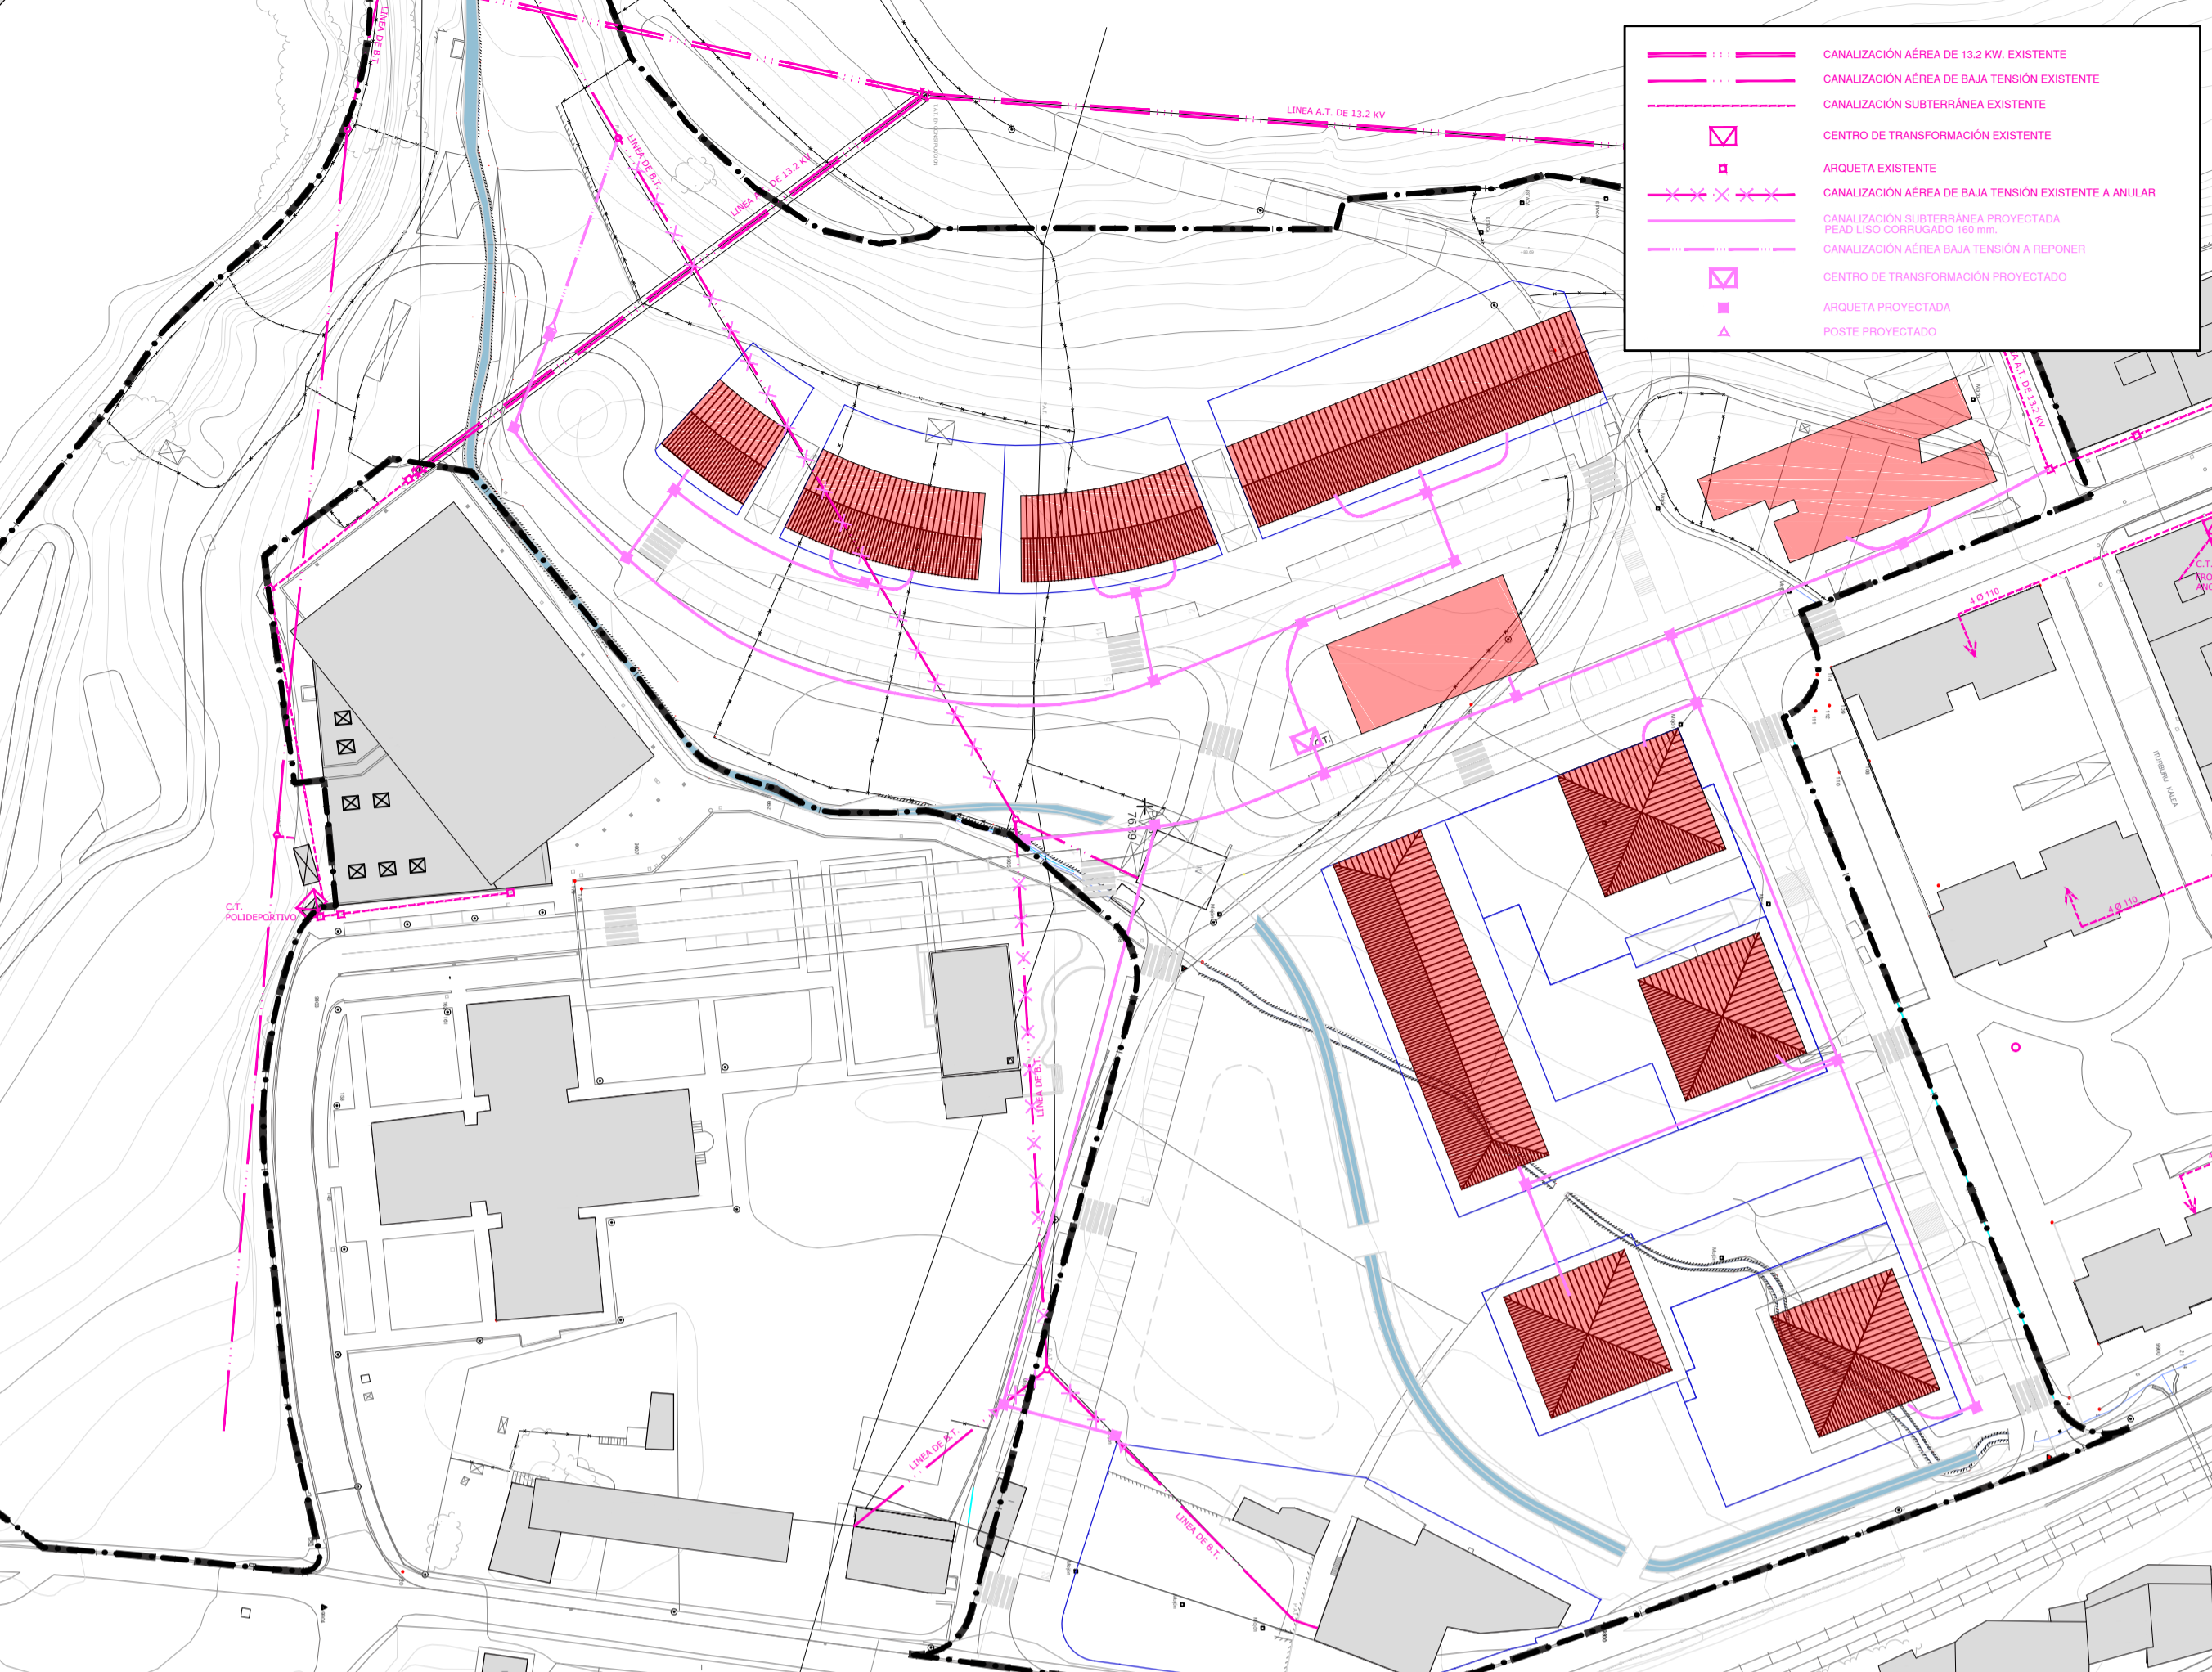 LINEA DE B.T.
CANALIZACIÓN AÉREA DE 13.2 KW. EXISTENTE
CANALIZACIÓN AÉREA DE BAJA TENSIÓN EXISTENTE
CANALIZACIÓN SUBTERRÁNEA EXISTENTE
CENTRO DE TRANSFORMACIÓN EXISTENTE
ARQUETA EXISTENTE
CANALIZACIÓN AÉREA DE BAJA TENSIÓN EXISTENTE A ANULAR
CANALIZACIÓN SUBTERRÁNEA PROYECTADA
PEAD LISO CORRUGADO 160 mm.
CANALIZACIÓN AÉREA BAJA TENSIÓN A REPONER
CENTRO DE TRANSFORMACIÓN PROYECTADO
ARQUETA PROYECTADA
POSTE PROYECTADO
LINEA A.T. DE 13.2 KV
LINEA DE B.T.
LINEA A.T. DE 13.2 KV
A.T. DE 13.2 KV
C.T.
4 Ø 110
C.T.
ITURBURU KALEA
C.T.
POLIDEPORTIVO
4 Ø 110
LINEA DE B.T.
LINEA DE B.T.
LINEA DE B.T.